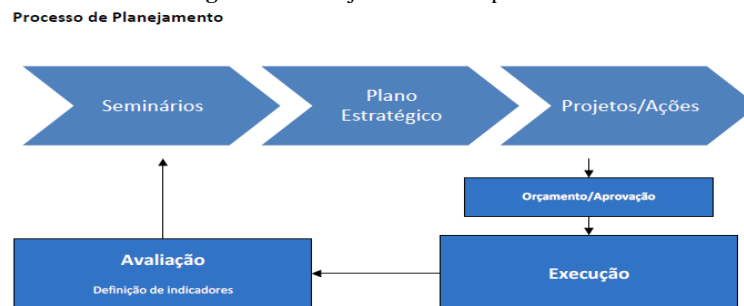 Processo de Planejamento
Seminários
Plano
Estratégico
Projetos/Ações
Orçamento/Aprovação
Avaliação
Definição de indicadores
Execução